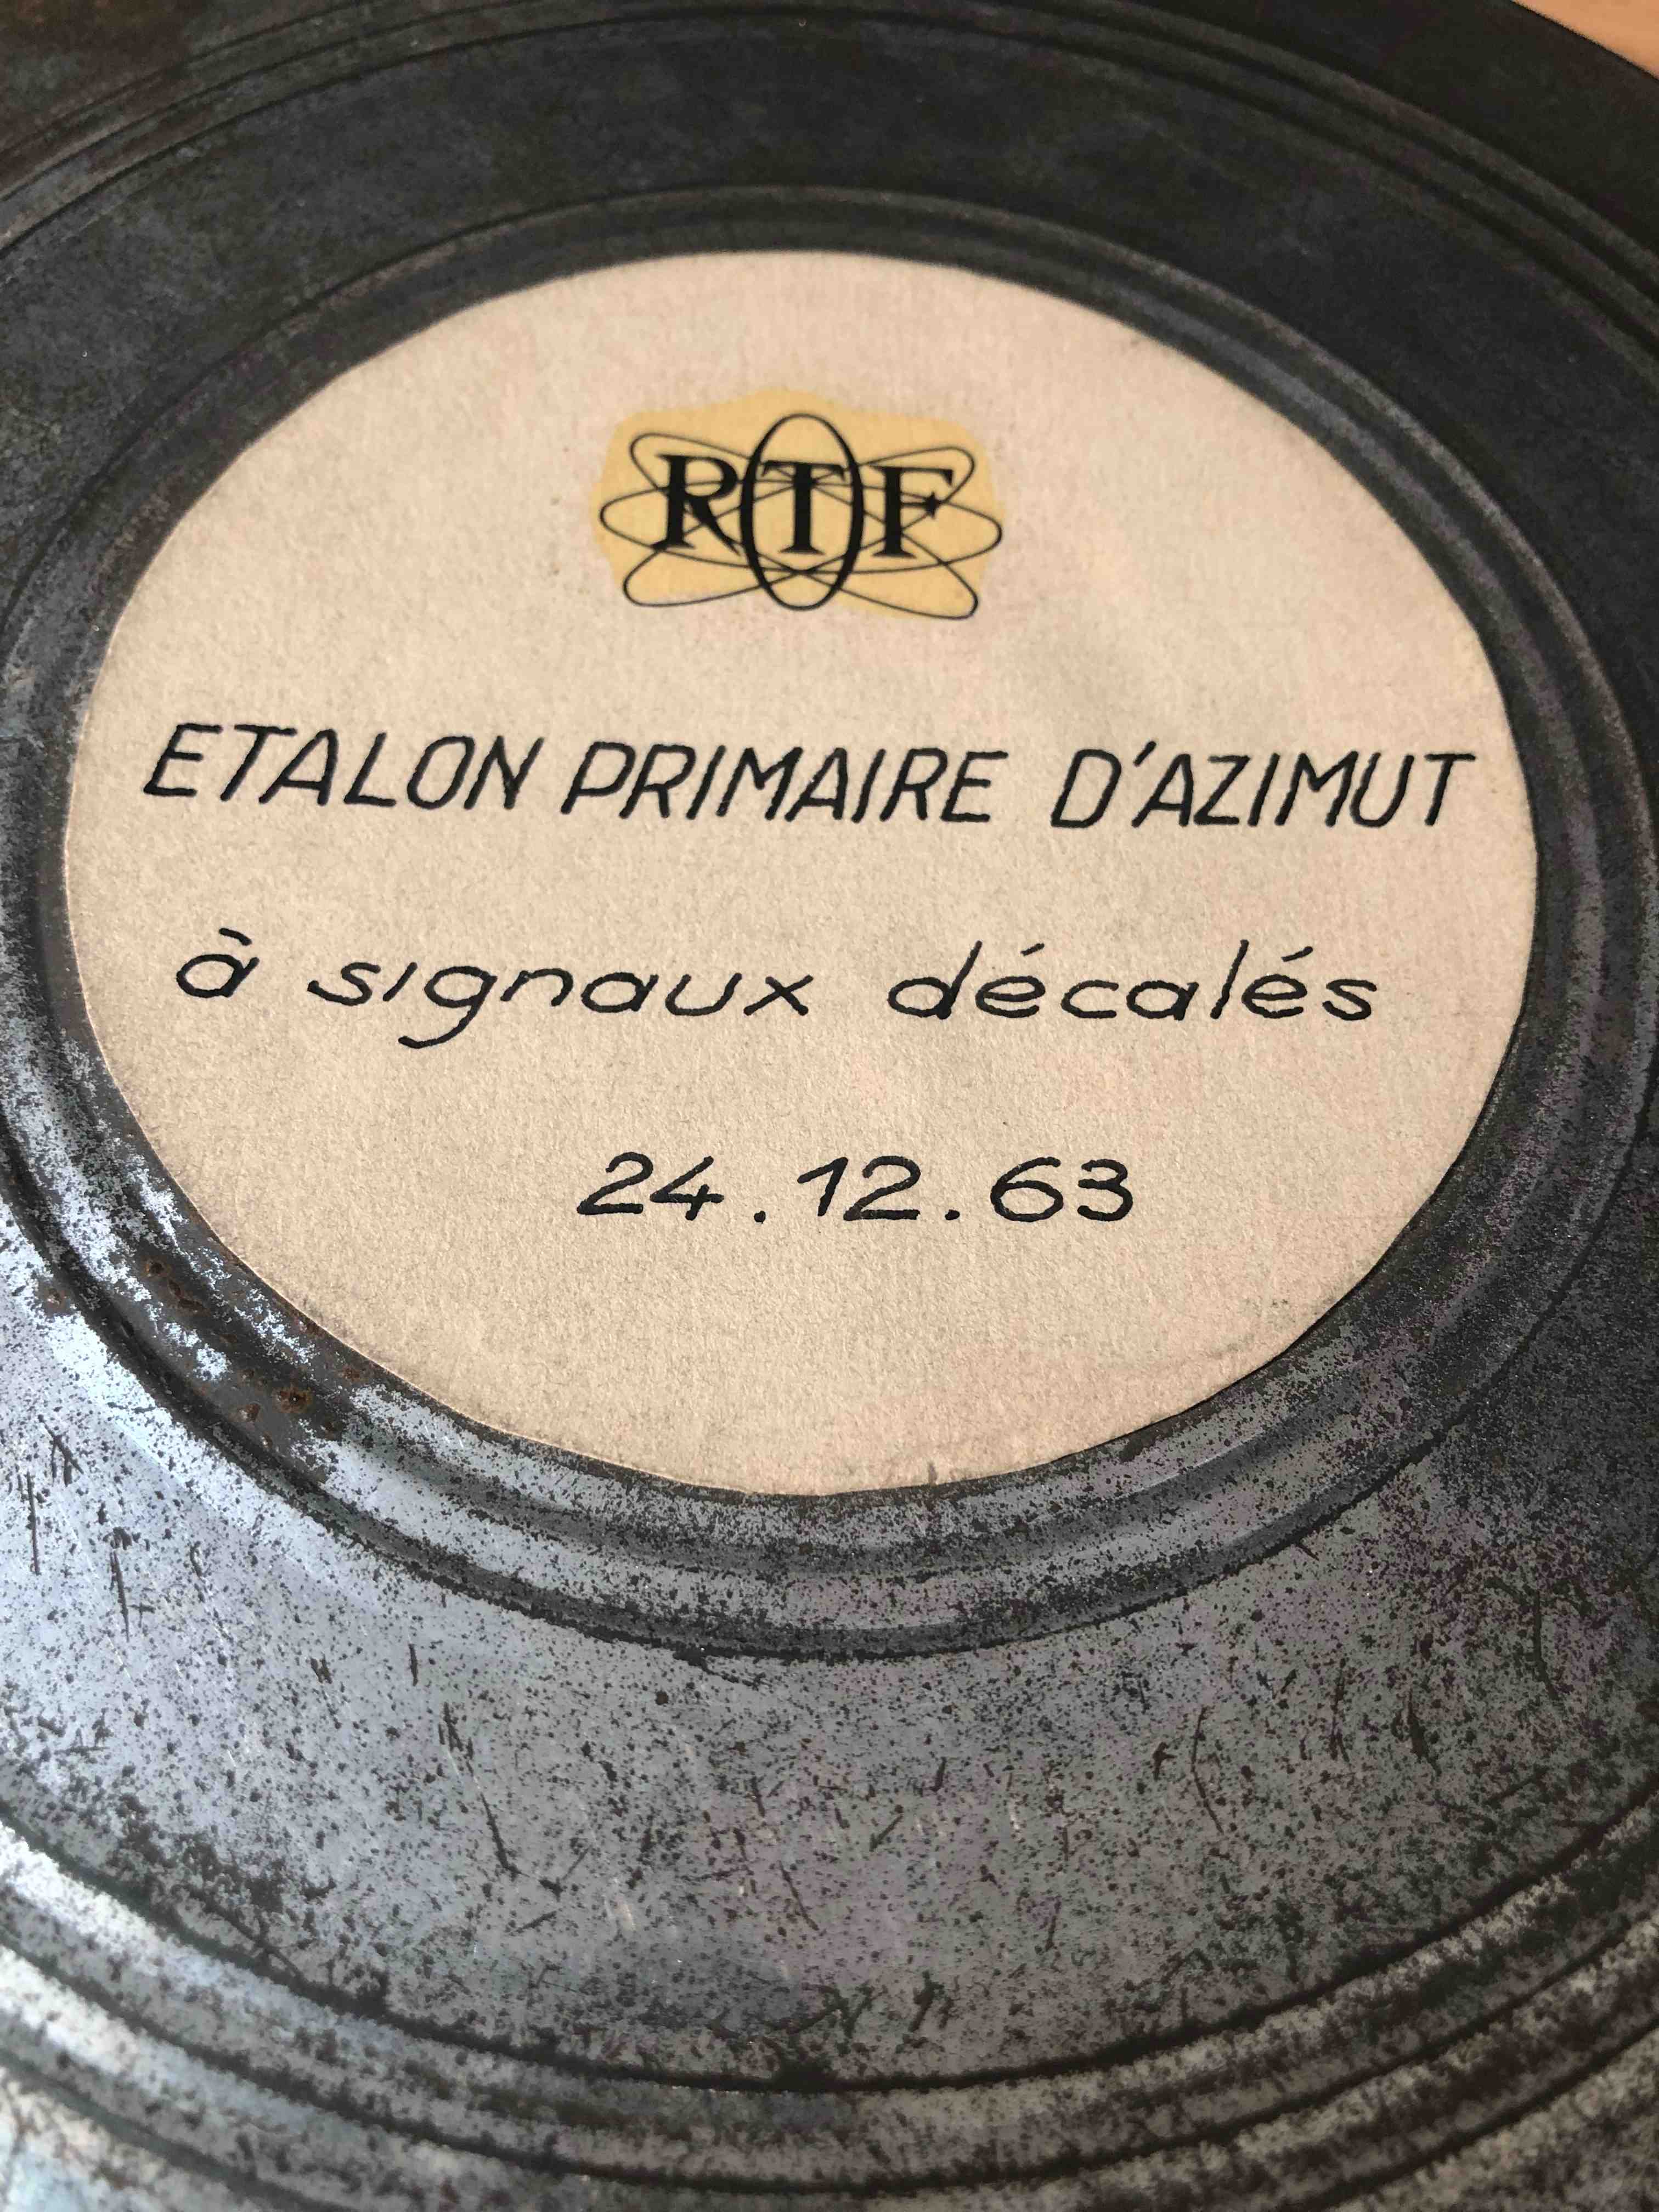 RTF
ETALON PRIMAIRE D'AZIMUT
à signaux décalés
24.12.63